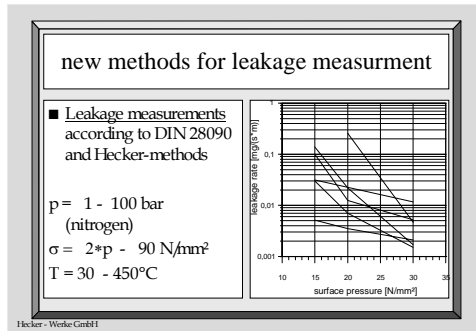 new methods for leakage measurment
■ Leakage measurements
according to DIN 28090
and Hecker-methods
p = 1 - 100 bar
(nitrogen)
σ = 2*p - 90 N/mm²
T = 30 - 450°C
leakage rate [mg/(s*m)]
1
0,1
0,01
0,001
10 15 20 25 30 35
surface pressure [N/mm²]
Hecker - Werke GmbH